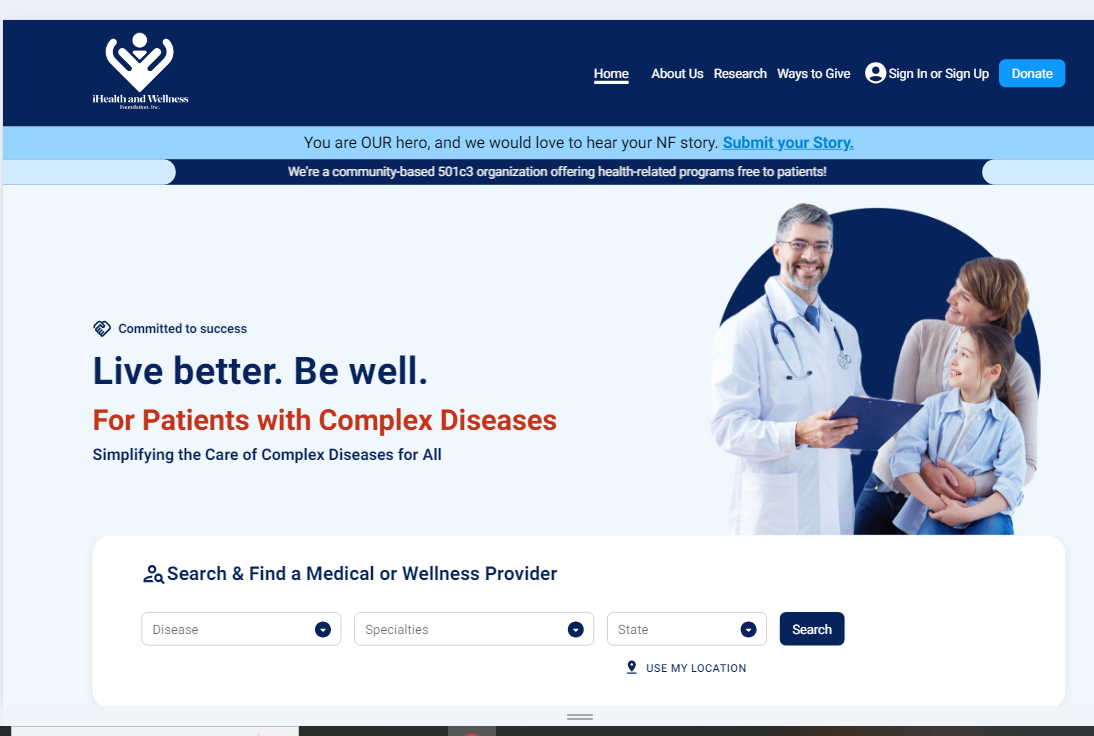 iHealth and Wellness
Foundation, Inc.
Home About Us Research Ways to Give Sign In or Sign Up Donate
You are OUR hero, and we would love to hear your NF story. Submit your Story.
We're a community-based 501c3 organization offering health-related programs free to patients!
Committed to success
Live better. Be well.
For Patients with Complex Diseases
Simplifying the Care of Complex Diseases for All
Search & Find a Medical or Wellness Provider
Disease Specialties State Search
USE MY LOCATION